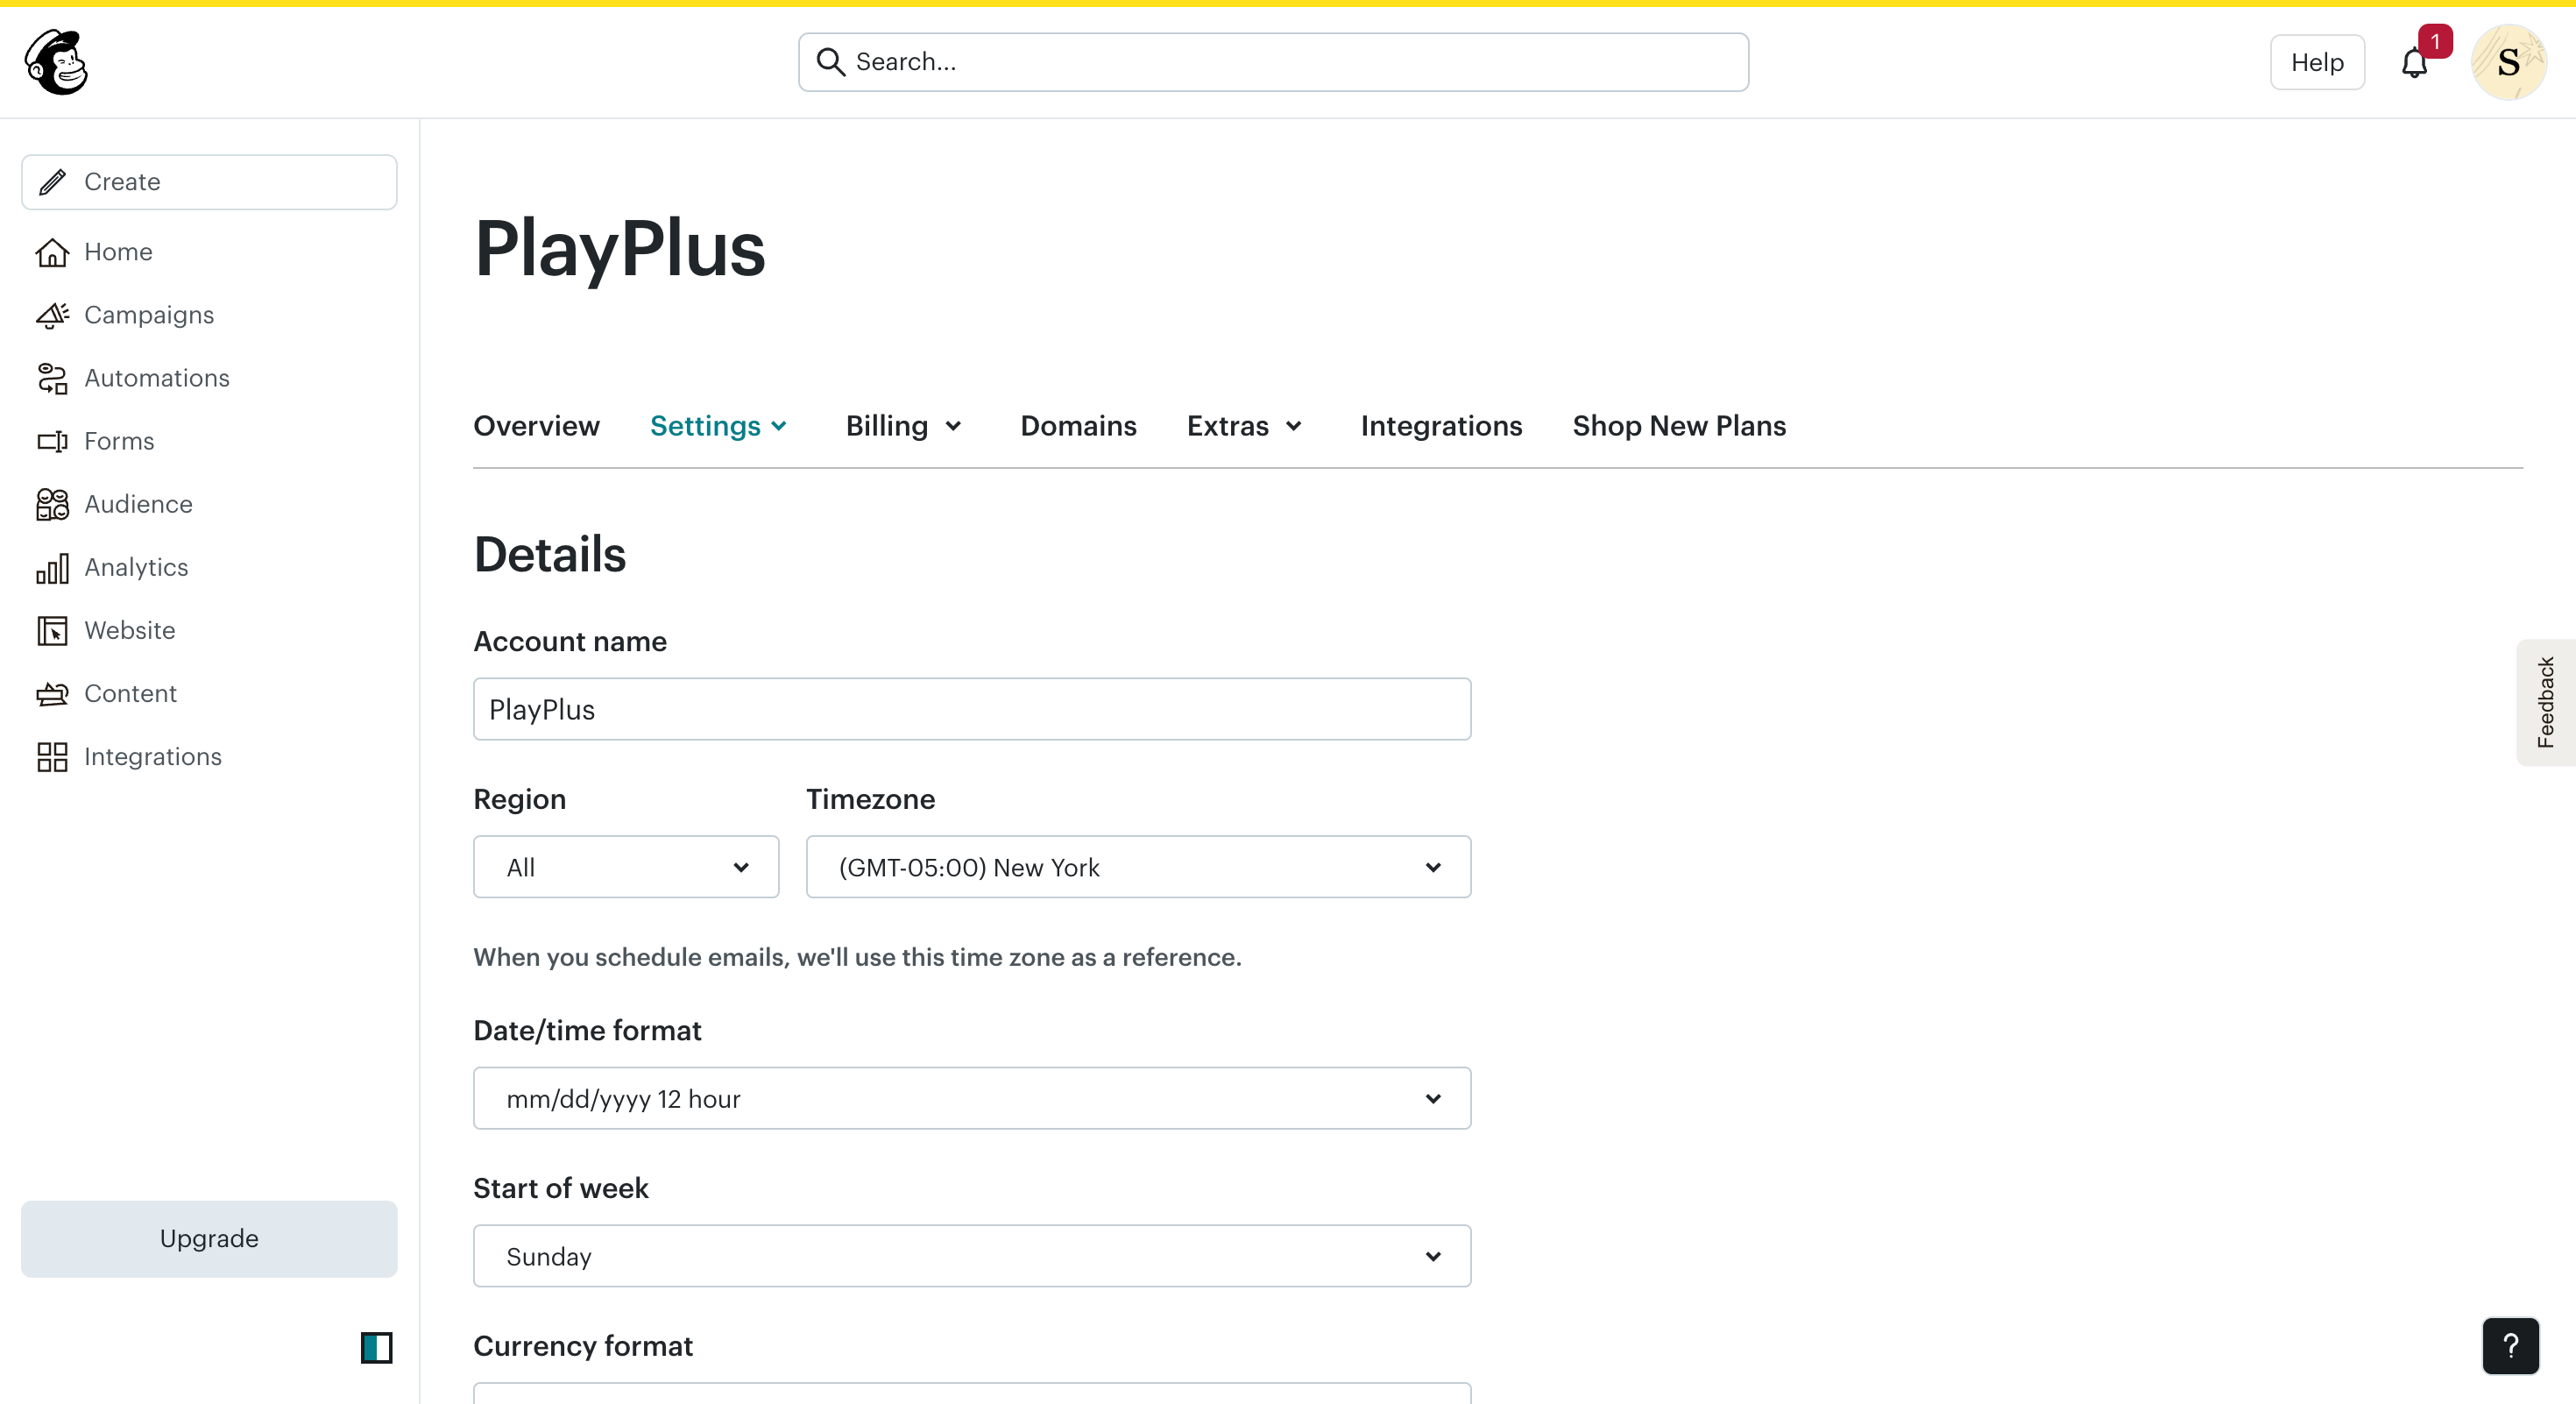 Search...
Help
1
S
Create
Home
Campaigns
Automations
Forms
Audience
Analytics
Website
Content
Integrations
Upgrade
PlayPlus
Overview Settings Billing Domains Extras Integrations Shop New Plans
Details
Account name
PlayPlus
Region Timezone
All (GMT-05:00) New York
When you schedule emails, we'll use this time zone as a reference.
Date/time format
mm/dd/yyyy 12 hour
Start of week
Sunday
Currency format
Feedback
?